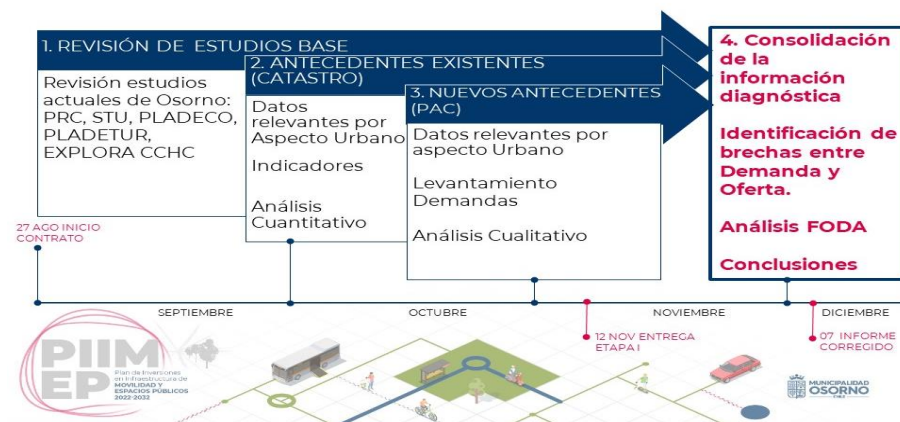 1. REVISIÓN DE ESTUDIOS BASE
Revisión estudios
actuales de Osorno:
PRC, STU, PLADECO,
PLADETUR,
EXPLORA CCHC
2. ANTECEDENTES EXISTENTES
(CATASTRO)
Datos
relevantes por
Aspecto Urbano
Indicadores
Análisis
Cuantitativo
3. NUEVOS ANTECEDENTES
(PAC)
Datos relevantes por
aspecto Urbano
Levantamiento
Demandas
Análisis Cualitativo
4. Consolidación
de la
información
diagnóstica
Identificación de
brechas entre
Demanda y
Oferta.
Análisis FODA
Conclusiones
27 AGO INICIO
CONTRATO
SEPTIEMBRE
OCTUBRE
NOVIEMBRE
DICIEMBRE
12 NOV ENTREGA
ETAPA I
07 INFORME
CORREGIDO
PIIM
EP
Plan de Inversiones
en Infraestructura de
MOVILIDAD Y
ESPACIOS PÚBLICOS
2022-2032
MUNICIPALIDAD
OSORNO
CHILE